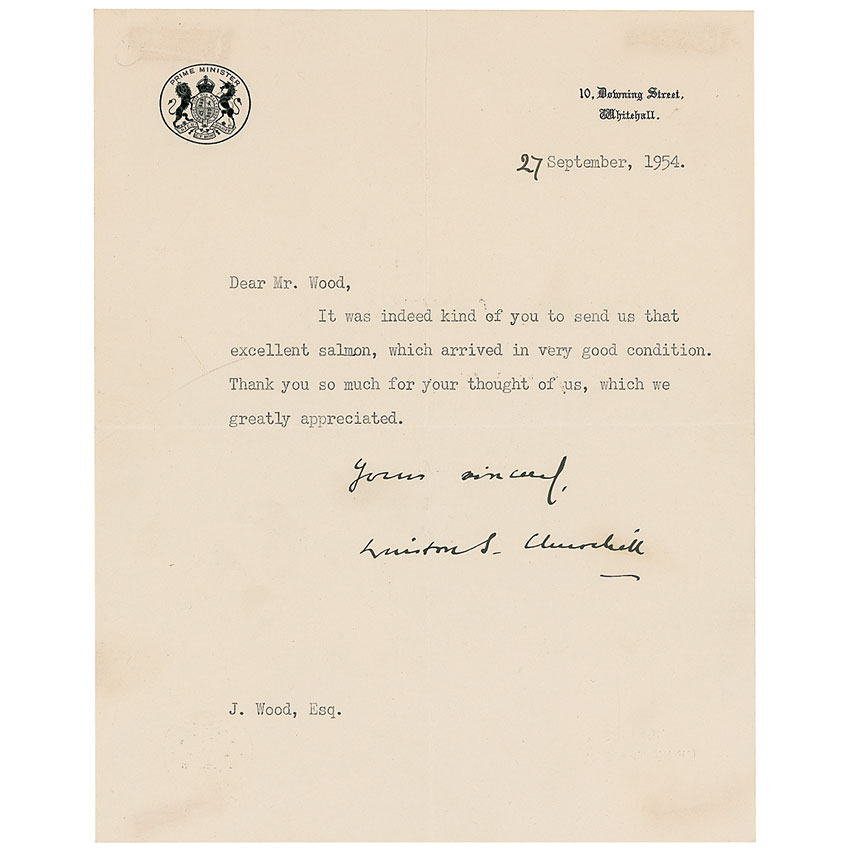 PRIME MINISTER
10, Downing Street,
Whitehall.
27 September, 1954.
Dear Mr. Wood,
It was indeed kind of you to send us that
excellent salmon, which arrived in very good condition.
Thank you so much for your thought of us, which we
greatly appreciated.
Yours sincerely,
Winston S. Churchill
J. Wood, Esq.